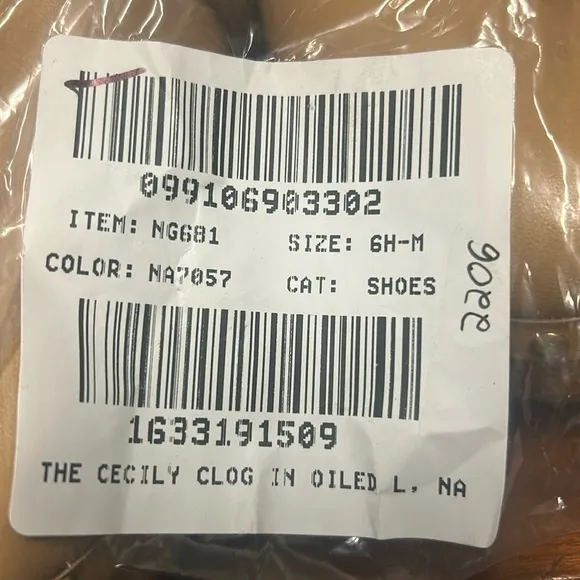 099106903302
ITEM: NG681
SIZE: 6H-M
COLOR: NA7057
CAT: SHOES
2206
1633191509
THE CECILY CLOG IN OILED L, NA